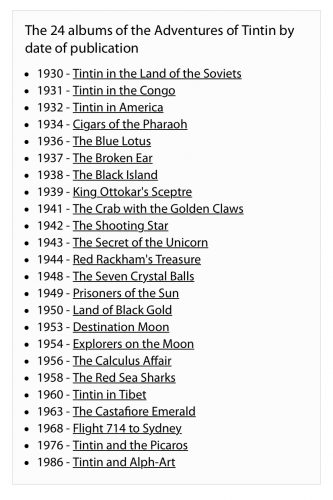 The 24 albums of the Adventures of Tintin by
date of publication
• 1930 - Tintin in the Land of the Soviets
• 1931 - Tintin in the Congo
• 1932 - Tintin in America
• 1934 - Cigars of the Pharaoh
• 1936 - The Blue Lotus
• 1937 - The Broken Ear
• 1938 - The Black Island
• 1939 - King Ottokar's Sceptre
• 1941 - The Crab with the Golden Claws
• 1942 - The Shooting Star
• 1943 - The Secret of the Unicorn
• 1944 - Red Rackham's Treasure
• 1948 - The Seven Crystal Balls
• 1949 - Prisoners of the Sun
• 1950 - Land of Black Gold
• 1953 - Destination Moon
• 1954 - Explorers on the Moon
• 1956 - The Calculus Affair
• 1958 - The Red Sea Sharks
• 1960 - Tintin in Tibet
• 1963 - The Castafiore Emerald
• 1968 - Flight 714 to Sydney
• 1976 - Tintin and the Picaros
• 1986 - Tintin and Alph-Art